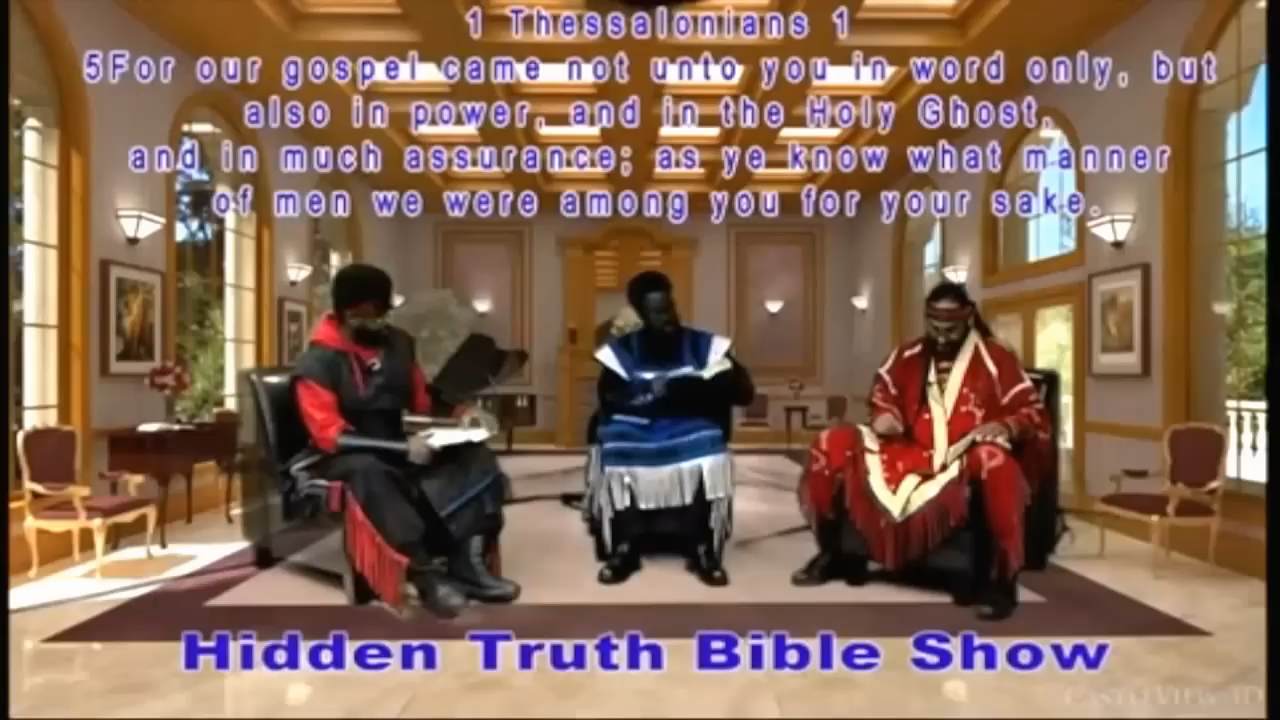 1 Thessalonians 1
5For our gospel came not unto you in word only, but
also in power, and in the Holy Ghost,
and in much assurance; as ye know what manner
of men we were among you for your sake.
Hidden Truth Bible Show